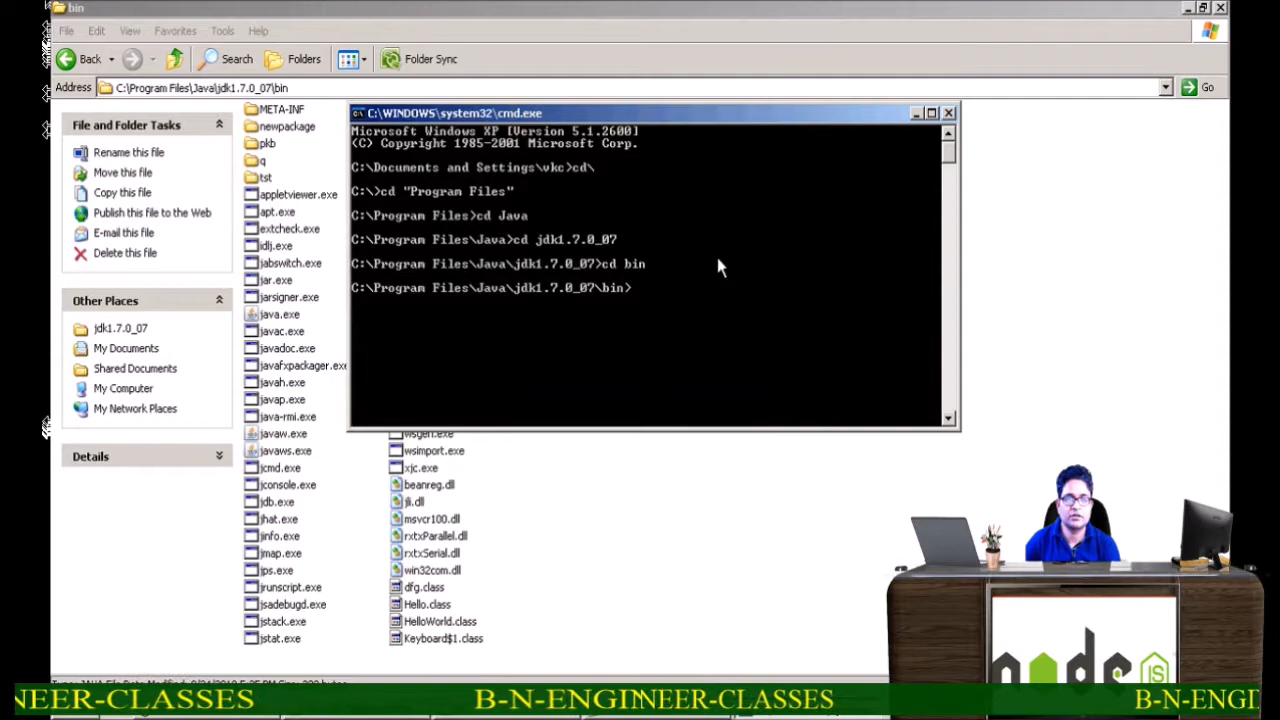 bin
File Edit View Favorites Tools Help
Back Search Folders Folder Sync
Address C:\Program Files\Java\jdk1.7.0_07\bin Go
File and Folder Tasks
Rename this file
Move this file
Copy this file
Publish this file to the Web
E-mail this file
Delete this file
Other Places
jdk1.7.0_07
My Documents
Shared Documents
My Computer
My Network Places
Details
META-INF
newpackage
pkb
q
tst
appletviewer.exe
apt.exe
extcheck.exe
idlj.exe
jabswitch.exe
jar.exe
jarsigner.exe
java.exe
javac.exe
javadoc.exe
javafxpackager.exe
javah.exe
javap.exe
java-rmi.exe
javaw.exe
javaws.exe
jcmd.exe
jconsole.exe
jdb.exe
jhat.exe
jinfo.exe
jmap.exe
jps.exe
jrunscript.exe
jsadebugd.exe
jstack.exe
jstat.exe
wsgen.exe
wsimport.exe
xjc.exe
beanreg.dll
jli.dll
msvcr100.dll
rxtxParallel.dll
rxtxSerial.dll
win32com.dll
dfg.class
Hello.class
HelloWorld.class
Keyboard$1.class
C:\WINDOWS\system32\cmd.exe
Microsoft Windows XP [Version 5.1.2600]
(C) Copyright 1985-2001 Microsoft Corp.
C:\Documents and Settings\vkc>cd\
C:\>cd "Program Files"
C:\Program Files>cd Java
C:\Program Files\Java>cd jdk1.7.0_07
C:\Program Files\Java\jdk1.7.0_07>cd bin
C:\Program Files\Java\jdk1.7.0_07\bin>
node
JS
NEER-CLASSES B-N-ENGINEER-CLASSES B-N-ENGI